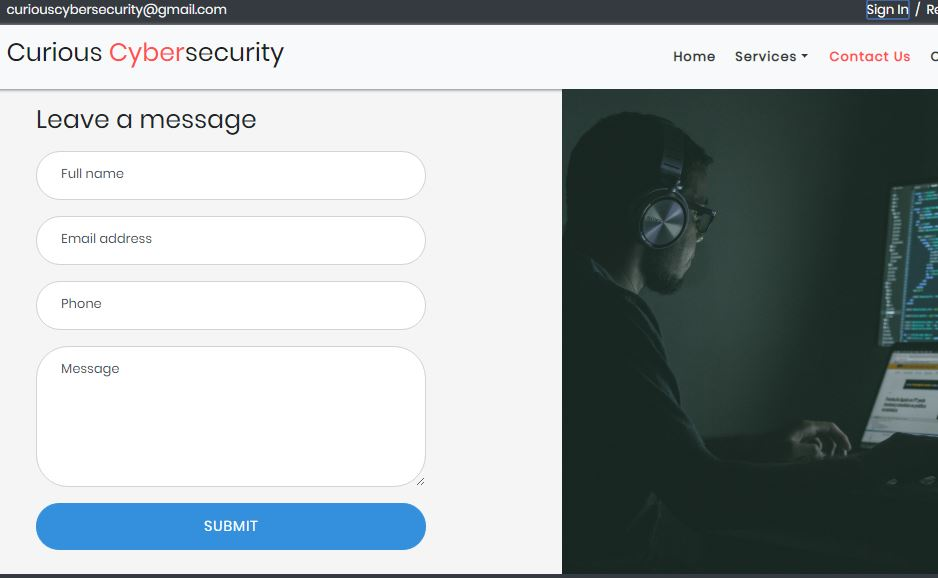 curiouscybersecurity@gmail.com
Sign In / Re
Curious Cybersecurity
Home Services Contact Us
Leave a message
Full name
Email address
Phone
Message
SUBMIT